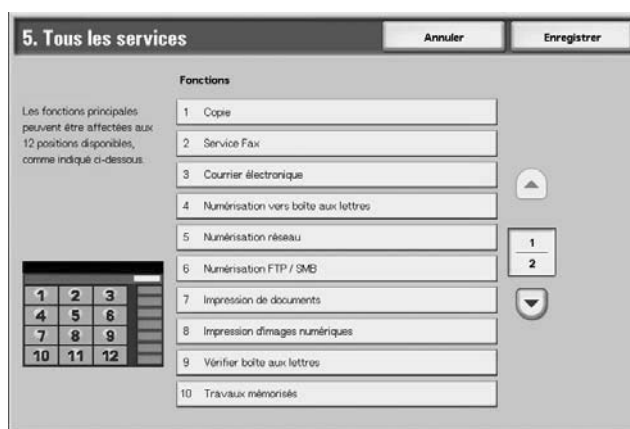 5. Tous les services
Annuler
Enregistrer
Fonctions
Les fonctions principales
peuvent être affectées aux
12 positions disponibles,
comme indiqué ci-dessous.
1 Copie
2 Service Fax
3 Courrier électronique
4 Numérisation vers boîte aux lettres
5 Numérisation réseau
6 Numérisation FTP / SMB
7 Impression de documents
8 Impression d'images numériques
9 Vérifier boîte aux lettres
10 Travaux mémorisés
1
2
1 2 3
4 5 6
7 8 9
10 11 12